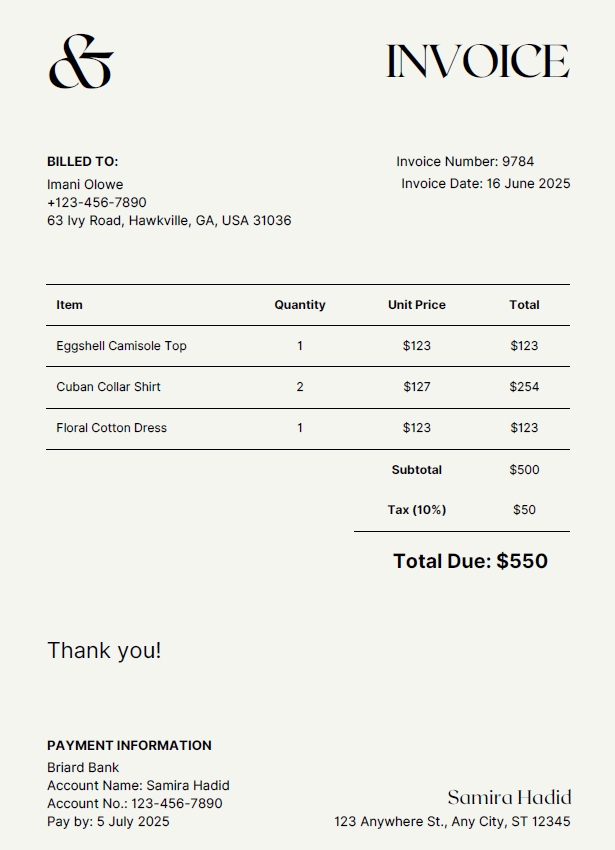 &
INVOICE
BILLED TO:
Imani Olowe
+123-456-7890
63 Ivy Road, Hawkville, GA, USA 31036
Invoice Number: 9784
Invoice Date: 16 June 2025
Item Quantity Unit Price Total
Eggshell Camisole Top 1 $123 $123
Cuban Collar Shirt 2 $127 $254
Floral Cotton Dress 1 $123 $123
Subtotal $500
Tax (10%) $50
Total Due: $550
Thank you!
PAYMENT INFORMATION
Briard Bank
Account Name: Samira Hadid
Account No.: 123-456-7890
Pay by: 5 July 2025
Samira Hadid
123 Anywhere St., Any City, ST 12345